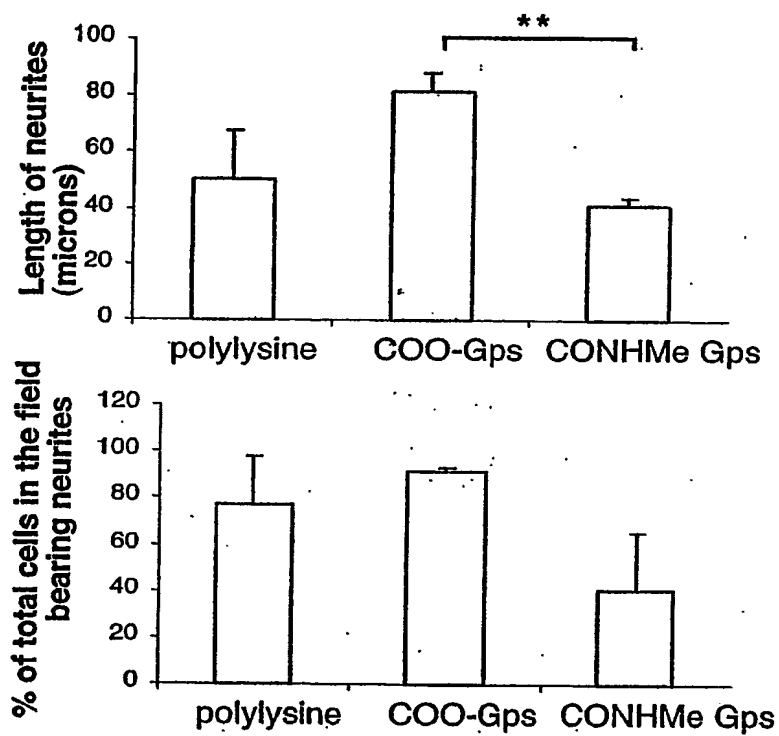 **
100
80
60
40
20
0
Length of neurites
(microns)
polylysine COO-Gps CONHMe Gps
120
100
80
60
40
20
0
% of total cells in the field
bearing neurites
polylysine COO-Gps CONHMe Gps